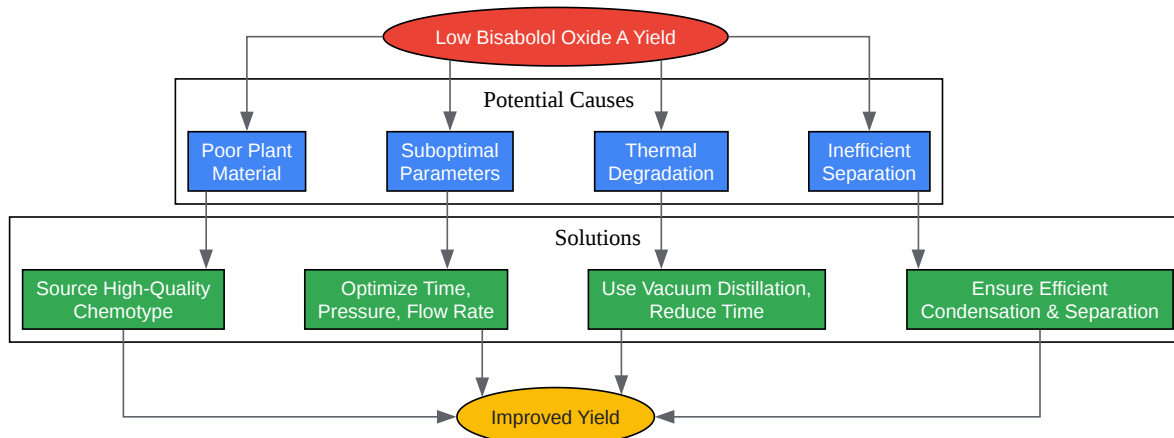 Low Bisabolol Oxide A Yield
Potential Causes
Poor Plant
Material
Suboptimal
Parameters
Thermal
Degradation
Inefficient
Separation
Solutions
Source High-Quality
Chemotype
Optimize Time,
Pressure, Flow Rate
Use Vacuum Distillation,
Reduce Time
Ensure Efficient
Condensation & Separation
Improved Yield